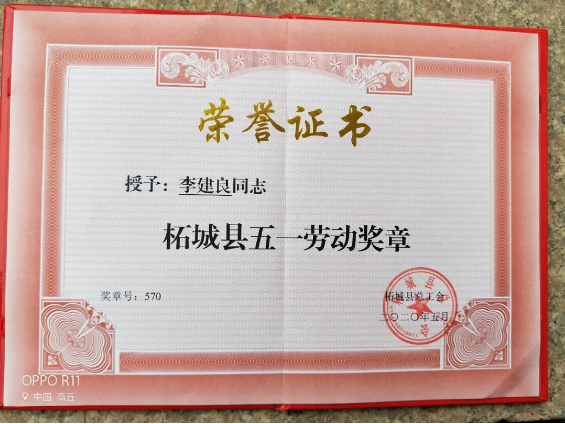 荣誉证书
授予：李建良同志
柘城县五一劳动奖章
奖章号：570
柘城县总工会
二〇二〇年五月
OPPO R11
中国 商丘